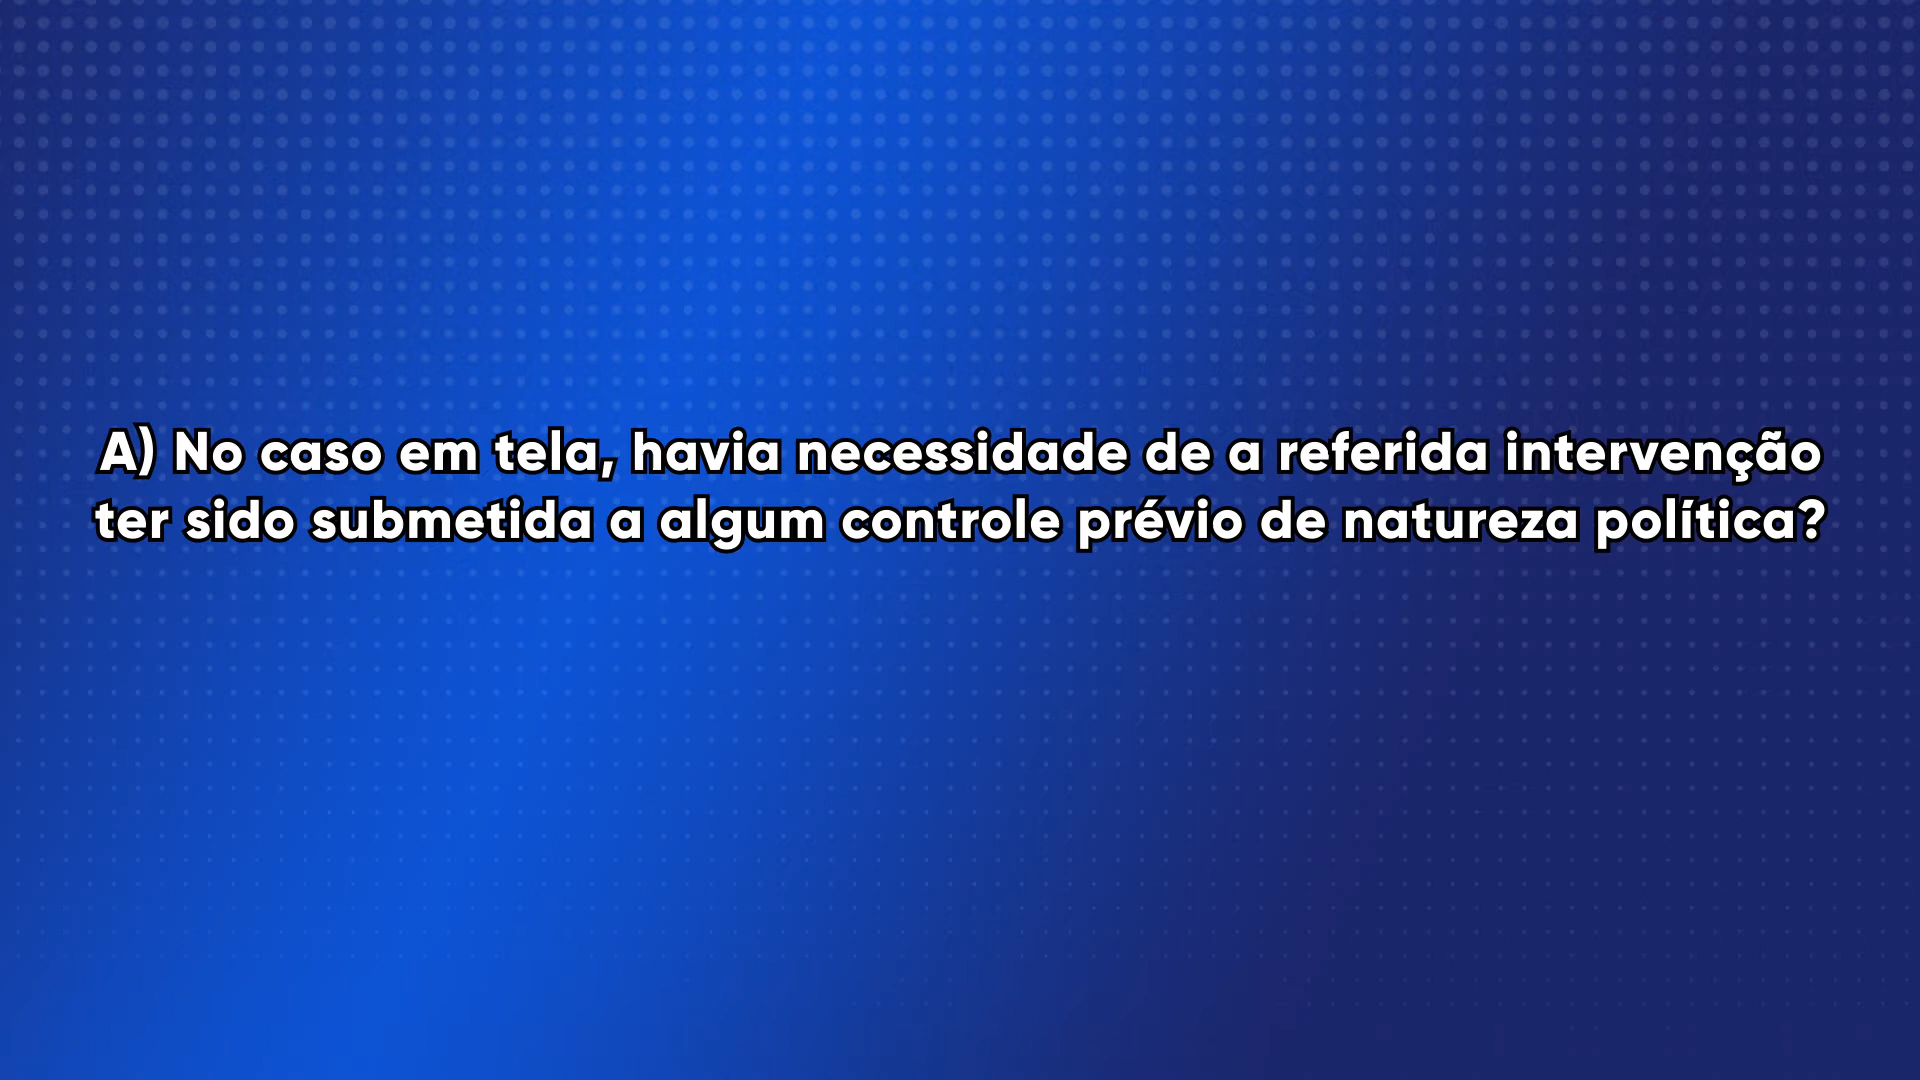 A) No caso em tela, havia necessidade de a referida intervenção
ter sido submetida a algum controle prévio de natureza política?